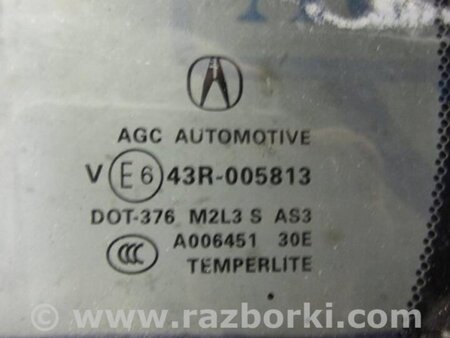 AGC AUTOMOTIVE
V E6 43R-005813
DOT-376 M2L3 S AS3
CCC A006451 30E
TEMPERLITE
© www.razborki.com